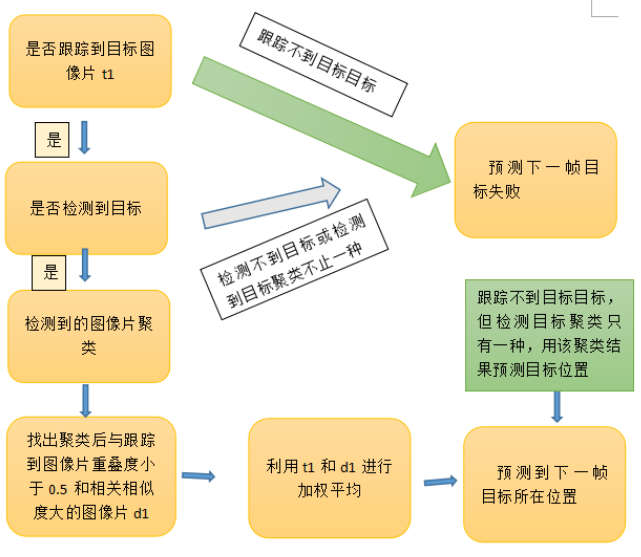 是否跟踪到目标图
像片 t1
跟踪不到目标目标
是
预测下一帧目
标失败
是否检测到目标
检测不到目标或检测
到目标聚类不止一种
是
检测到的图像片聚
类
跟踪不到目标目标，
但检测目标聚类只
有一种，用该聚类结
果预测目标位置
找出聚类后与跟踪
到图像片重叠度小
于 0.5 和相关相似
度大的图像片 d1
利用 t1 和 d1 进行
加权平均
预测到下一帧
目标所在位置